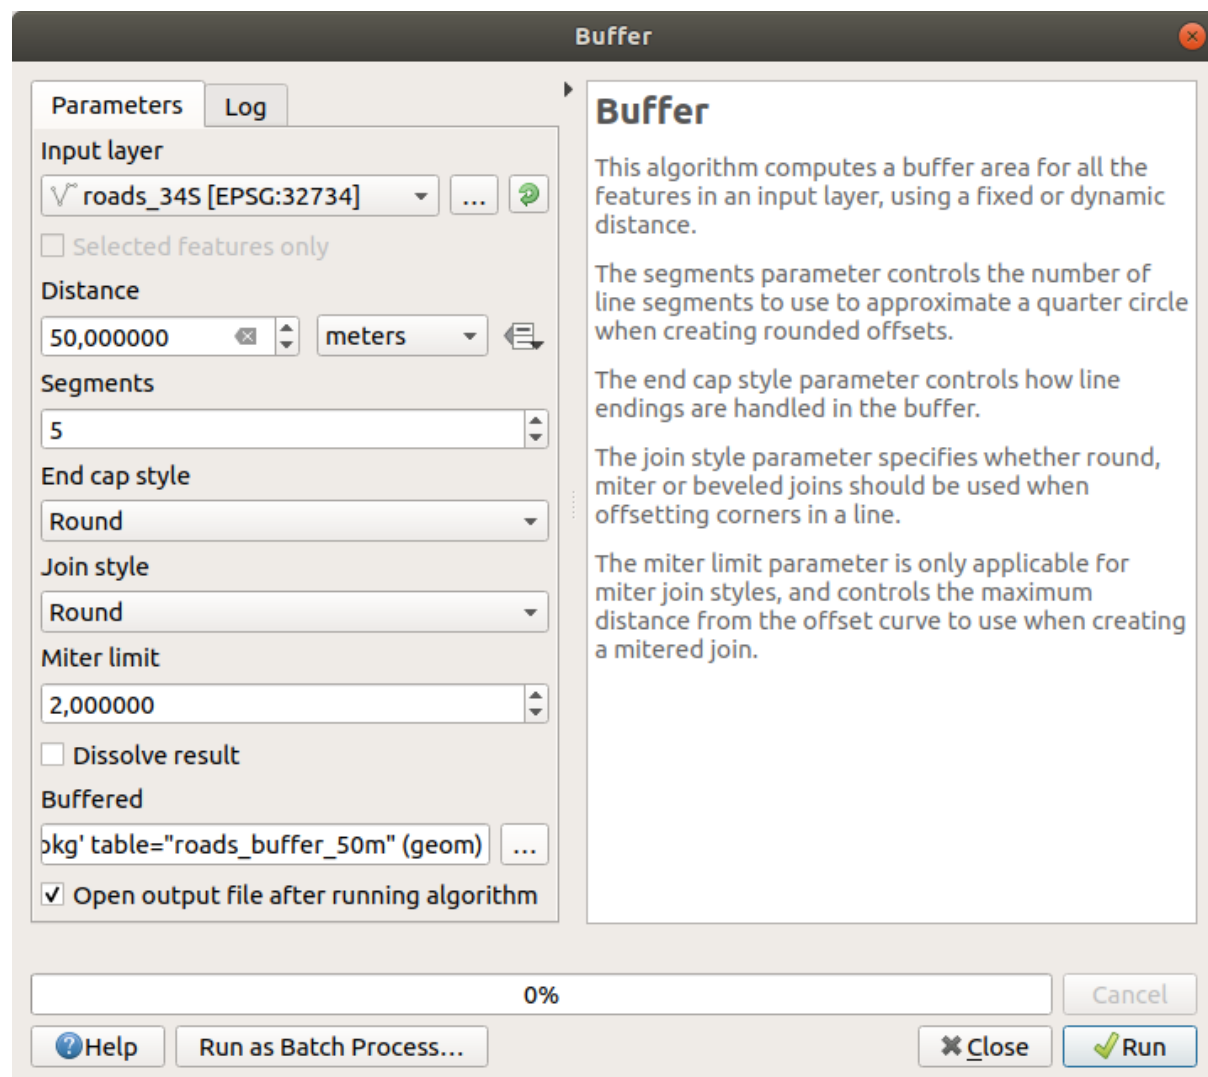 Buffer
Parameters
Log
Input layer
roads_34S [EPSG:32734]
...
Selected features only
Distance
50,000000
meters
Segments
5
End cap style
Round
Join style
Round
Miter limit
2,000000
Dissolve result
Buffered
okg' table="roads_buffer_50m" (geom)
...
Open output file after running algorithm
Buffer
This algorithm computes a buffer area for all the
features in an input layer, using a fixed or dynamic
distance.
The segments parameter controls the number of
line segments to use to approximate a quarter circle
when creating rounded offsets.
The end cap style parameter controls how line
endings are handled in the buffer.
The join style parameter specifies whether round,
miter or beveled joins should be used when
offsetting corners in a line.
The miter limit parameter is only applicable for
miter join styles, and controls the maximum
distance from the offset curve to use when creating
a mitered join.
0%
Cancel
Help
Run as Batch Process...
Close
Run